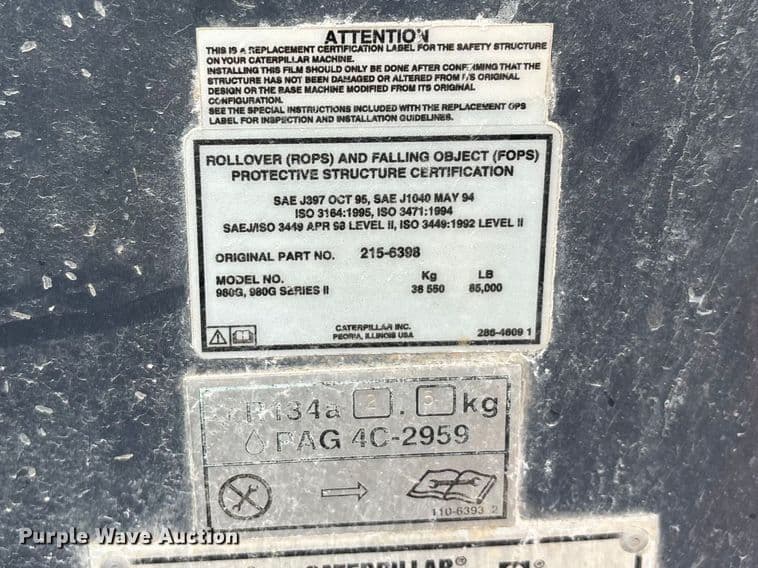 ATTENTION
THIS IS A REPLACEMENT CERTIFICATION LABEL FOR THE SAFETY STRUCTURE
ON YOUR CATERPILLAR MACHINE.
INSTALLING THIS FILM SHOULD ONLY BE DONE AFTER CONFIRMING THAT THE
STRUCTURE HAS NOT BEEN DAMAGED OR ALTERED FROM ITS ORIGINAL
DESIGN OR THE BASE MACHINE MODIFIED FROM ITS ORIGINAL
CONFIGURATION.
SEE THE SPECIAL INSTRUCTIONS INCLUDED WITH THE REPLACEMENT OPS
LABEL FOR INSPECTION AND INSTALLATION GUIDELINES.
ROLLOVER (ROPS) AND FALLING OBJECT (FOPS)
PROTECTIVE STRUCTURE CERTIFICATION
SAE J397 OCT 95, SAE J1040 MAY 94
ISO 3164:1995, ISO 3471:1994
SAEJ/ISO 3449 APR 98 LEVEL II, ISO 3449:1992 LEVEL II
ORIGINAL PART NO. 215-6398
MODEL NO. Kg LB
980G, 980G SERIES II 38 550 85,000
CATERPILLAR INC.
PEORIA, ILLINOIS USA 286-4609 1
R134a 2 . 5 kg
PAG 4C-2959
110-6393 2
Purple Wave Auction
CATERPILLAR®